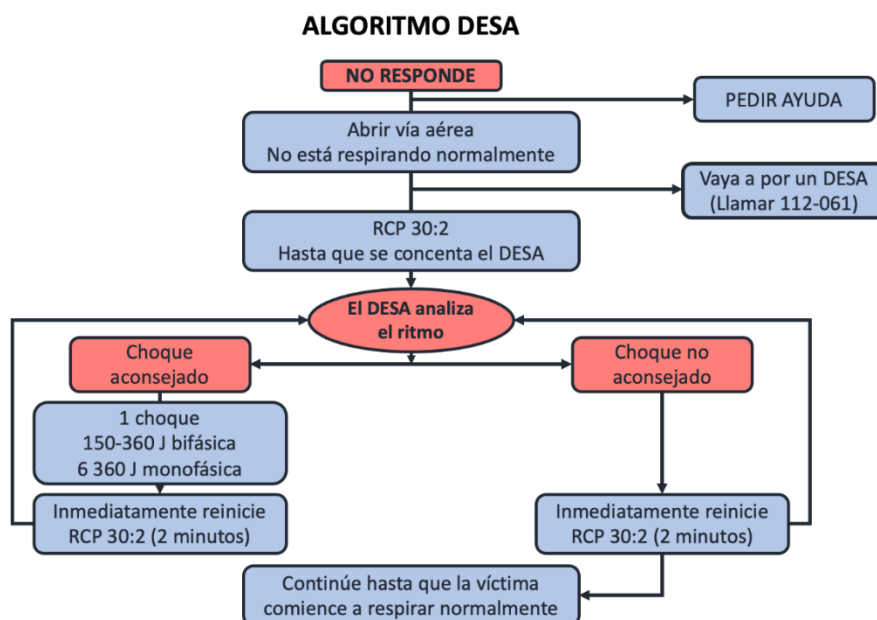 ALGORITMO DESA
NO RESPONDE
PEDIR AYUDA
Abrir vía aérea
No está respirando normalmente
Vaya a por un DESA
(Llamar 112-061)
RCP 30:2
Hasta que se concenta el DESA
El DESA analiza
el ritmo
Choque
aconsejado
Choque no
aconsejado
1 choque
150-360 J bifásica
6 360 J monofásica
Inmediatamente reinicie
RCP 30:2 (2 minutos)
Inmediatamente reinicie
RCP 30:2 (2 minutos)
Continúe hasta que la víctima
comience a respirar normalmente